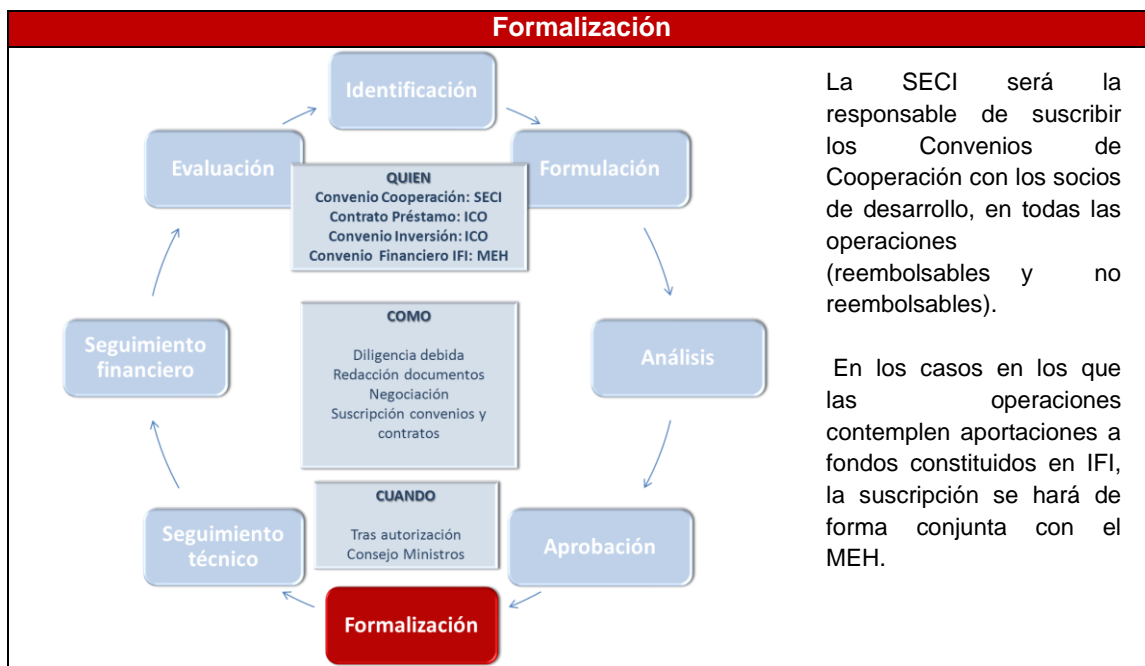 Formalización
Identificación
Formulación
Análisis
Aprobación
Formalización
Seguimiento
técnico
Seguimiento
financiero
Evaluación
QUIEN
Convenio Cooperación: SECI
Contrato Préstamo: ICO
Convenio Inversión: ICO
Convenio Financiero IFI: MEH
COMO
Diligencia debida
Redacción documentos
Negociación
Suscripción convenios y
contratos
CUANDO
Tras autorización
Consejo Ministros
La SECI será la
responsable de suscribir
los Convenios de
Cooperación con los socios
de desarrollo, en todas las
operaciones
(reembolsables y no
reembolsables).
En los casos en los que
las operaciones
contemplen aportaciones a
fondos constituidos en IFI,
la suscripción se hará de
forma conjunta con el
MEH.